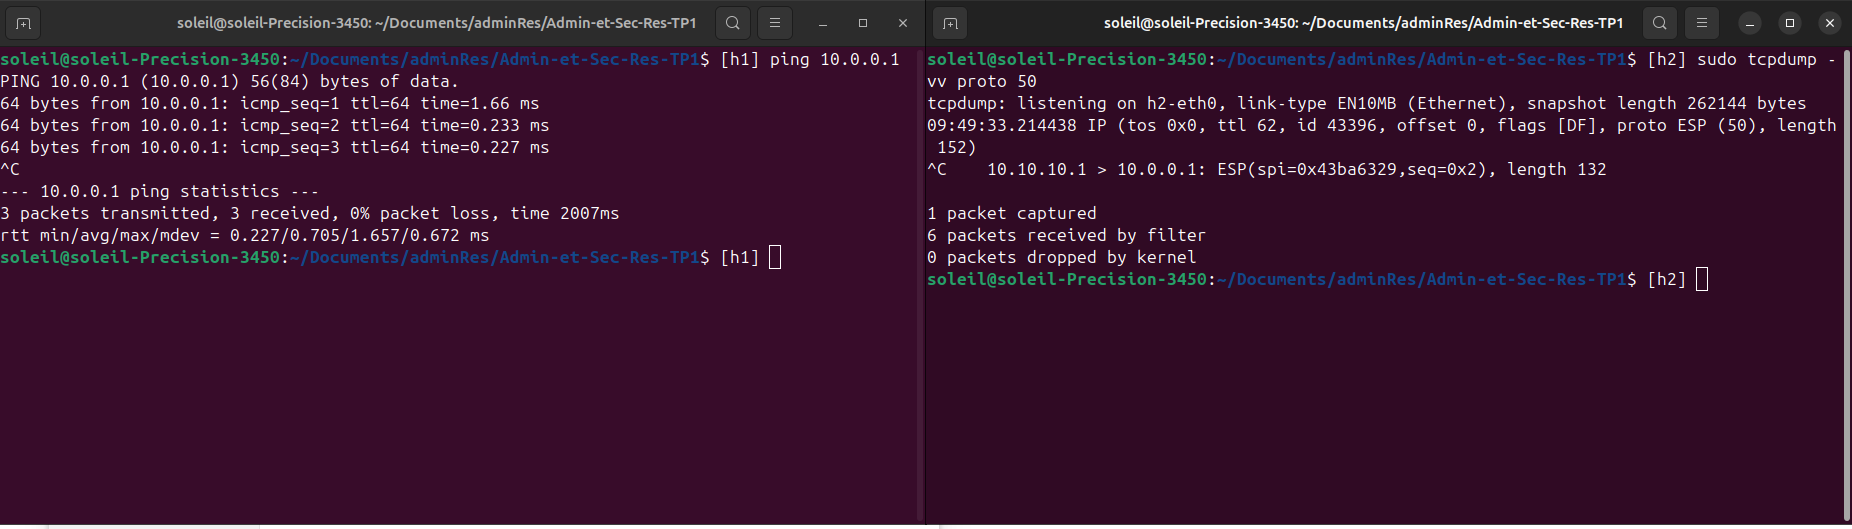 soleil@soleil-Precision-3450: ~/Documents/adminRes/Admin-et-Sec-Res-TP1
soleil@soleil-Precision-3450:~/Documents/adminRes/Admin-et-Sec-Res-TP1$ [h1] ping 10.0.0.1
PING 10.0.0.1 (10.0.0.1) 56(84) bytes of data.
64 bytes from 10.0.0.1: icmp_seq=1 ttl=64 time=1.66 ms
64 bytes from 10.0.0.1: icmp_seq=2 ttl=64 time=0.233 ms
64 bytes from 10.0.0.1: icmp_seq=3 ttl=64 time=0.227 ms
^C
--- 10.0.0.1 ping statistics ---
3 packets transmitted, 3 received, 0% packet loss, time 2007ms
rtt min/avg/max/mdev = 0.227/0.705/1.657/0.672 ms
soleil@soleil-Precision-3450:~/Documents/adminRes/Admin-et-Sec-Res-TP1$ [h1]
soleil@soleil-Precision-3450: ~/Documents/adminRes/Admin-et-Sec-Res-TP1
soleil@soleil-Precision-3450:~/Documents/adminRes/Admin-et-Sec-Res-TP1$ [h2] sudo tcpdump -
vv proto 50
tcpdump: listening on h2-eth0, link-type EN10MB (Ethernet), snapshot length 262144 bytes
09:49:33.214438 IP (tos 0x0, ttl 62, id 43396, offset 0, flags [DF], proto ESP (50), length
 152)
^C    10.10.10.1 > 10.0.0.1: ESP(spi=0x43ba6329,seq=0x2), length 132
1 packet captured
6 packets received by filter
0 packets dropped by kernel
soleil@soleil-Precision-3450:~/Documents/adminRes/Admin-et-Sec-Res-TP1$ [h2]